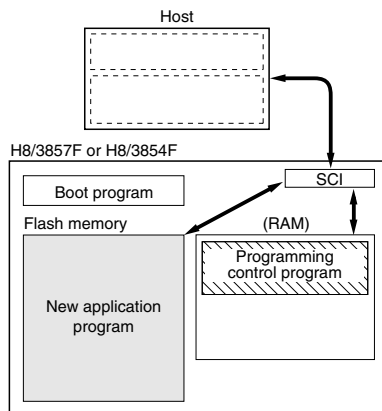 Host
H8/3857F or H8/3854F
SCI
Boot program
Flash memory
(RAM)
Programming
control program
New application
program